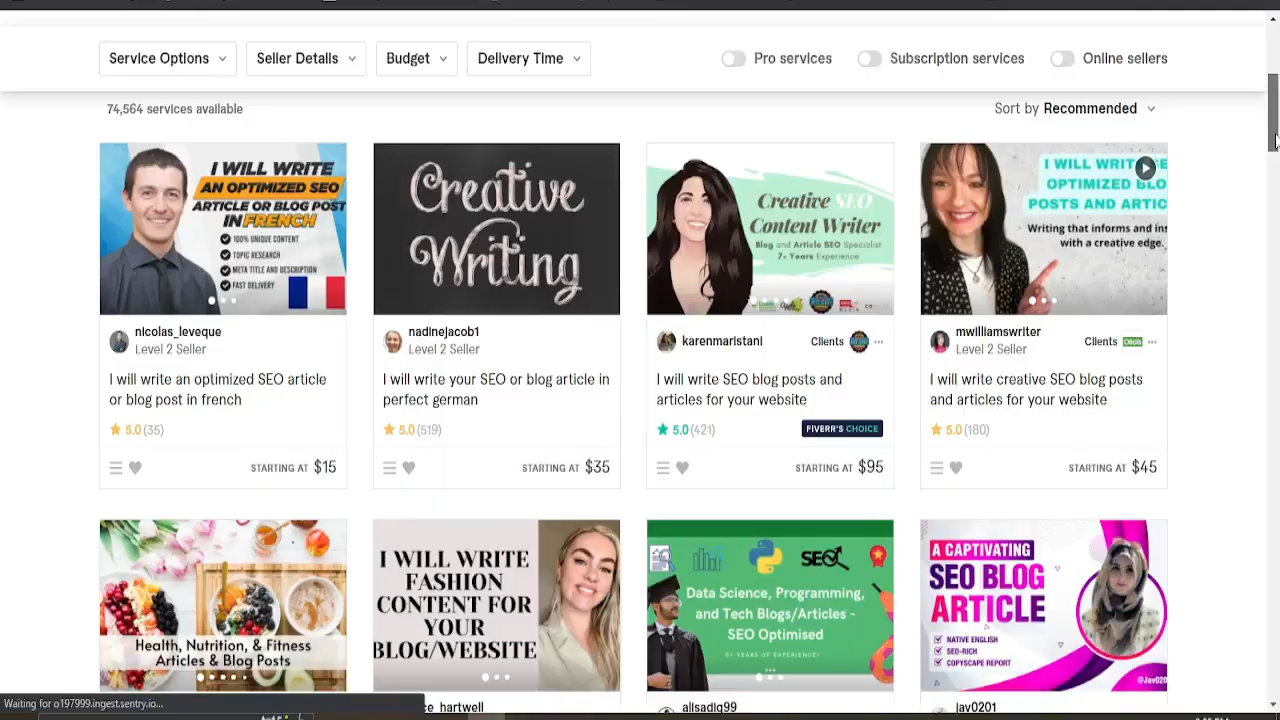 Service Options
Seller Details
Budget
Delivery Time
Pro services
Subscription services
Online sellers
74,564 services available
Sort by Recommended
I WILL WRITE
AN OPTIMIZED SEO
ARTICLE OR BLOG POST
IN FRENCH
100% UNIQUE CONTENT
TOPIC RESEARCH
META TITLE AND DESCRIPTION
FAST DELIVERY
nicolas_leveque
Level 2 Seller
I will write an optimized SEO article
or blog post in french
5.0 (35)
STARTING AT $15
Creative
Writing
nadinejacob1
Level 2 Seller
I will write your SEO or blog article in
perfect german
5.0 (519)
STARTING AT $35
Creative SEO
Content Writer
Blog and Article SEO Specialist
7+ Years Experience
karenmaristani
Clients
I will write SEO blog posts and
articles for your website
5.0 (421)
FIVERR'S CHOICE
STARTING AT $95
I WILL WRITE
OPTIMIZED BLO
POSTS AND ARTIC
Writing that informs and ins
with a creative edge.
mwilliamswriter
Level 2 Seller
Clients
I will write creative SEO blog posts
and articles for your website
5.0 (180)
STARTING AT $45
Health, Nutrition, & Fitness
Articles & Blog Posts
I WILL WRITE
FASHION
CONTENT FOR
YOUR
BLOG/WEBSITE
hartwell
SEO
Data Science, Programming,
and Tech Blogs/Articles -
SEO Optimised
5+ YEARS OF EXPERIENCE!
alisadiq99
A CAPTIVATING
SEO BLOG
ARTICLE
NATIVE ENGLISH
SEO-RICH
COPYSCAPE REPORT
@Jav020
jav0201
Waiting for o197999.ingest.sentry.io...